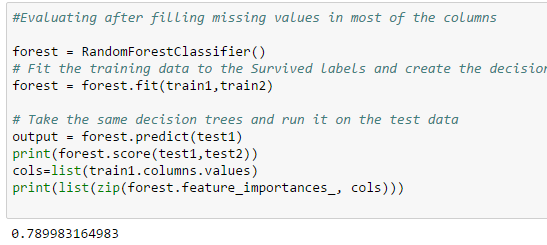 #Evaluating after filling missing values in most of the columns
forest = RandomForestClassifier()
# Fit the training data to the Survived labels and create the decision
forest = forest.fit(train1,train2)
# Take the same decision trees and run it on the test data
output = forest.predict(test1)
print(forest.score(test1,test2))
cols=list(train1.columns.values)
print(list(zip(forest.feature_importances_, cols)))
0.789983164983